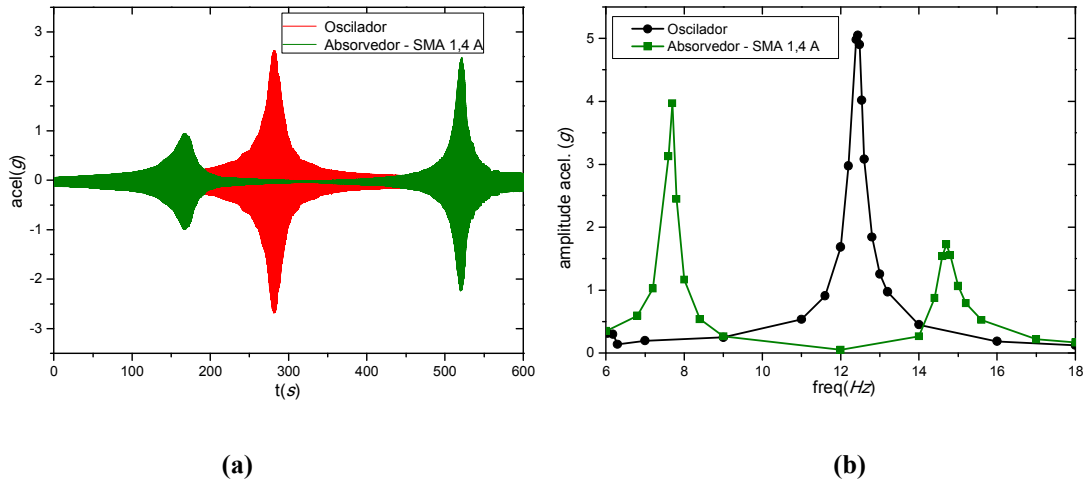 (a)
Oscilador
Absorvedor - SMA 1,4 A
acel(g)
3
2
1
0
-1
-2
-3
0 100 200 300 400 500 600
t(s)
(b)
Oscilador
Absorvedor - SMA 1,4 A
amplitude acel. (g)
5
4
3
2
1
0
6 8 10 12 14 16 18
freq(Hz)
(a) (b)